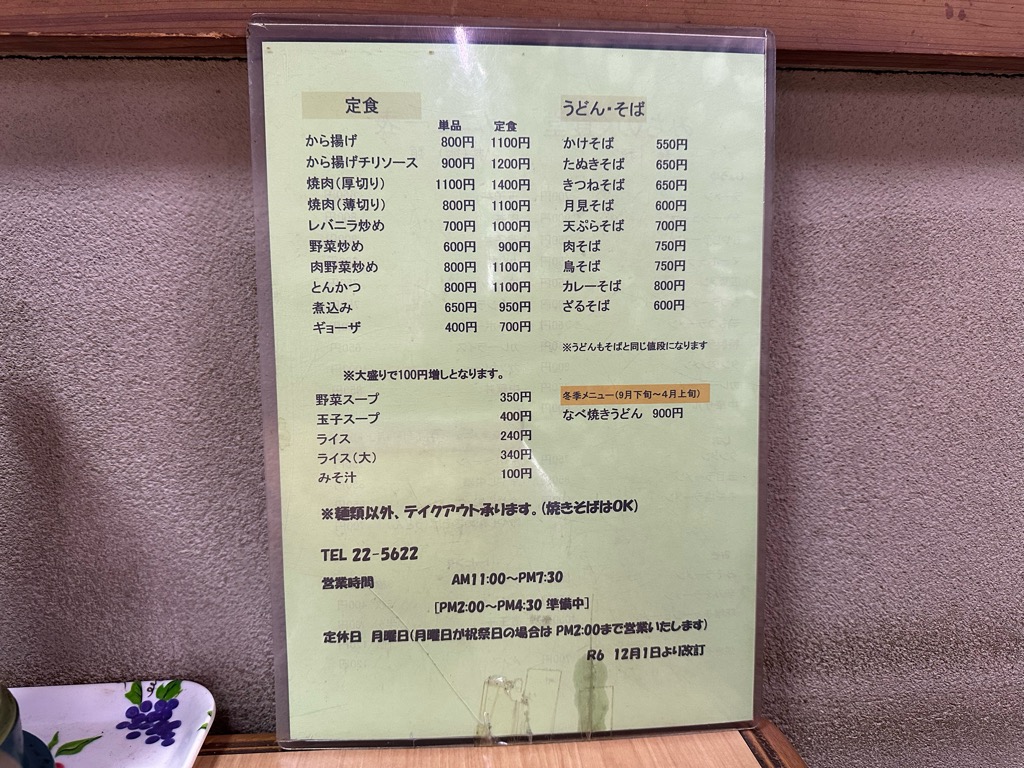 定食
単品 定食
から揚げ 800円 1100円
から揚げチリソース 900円 1200円
焼肉(厚切り) 1100円 1400円
焼肉(薄切り) 800円 1100円
レバニラ炒め 700円 1000円
野菜炒め 600円 900円
肉野菜炒め 800円 1100円
とんかつ 800円 1100円
煮込み 650円 950円
ギョーザ 400円 700円
※大盛りで100円増しとなります。
野菜スープ 350円
玉子スープ 400円
ライス 240円
ライス(大) 340円
みそ汁 100円
うどん・そば
かけそば 550円
たぬきそば 650円
きつねそば 650円
月見そば 600円
天ぷらそば 700円
肉そば 750円
鳥そば 750円
カレーそば 800円
ざるそば 600円
※うどんもそばと同じ値段になります
冬季メニュー(9月下旬～4月上旬)
なべ焼きうどん 900円
※麺類以外、テイクアウト承ります。(焼きそばはOK)
TEL 22-5622
営業時間 AM11:00～PM7:30
[PM2:00～PM4:30 準備中]
定休日 月曜日(月曜日が祝祭日の場合は PM2:00まで営業いたします)
R6 12月1日より改訂